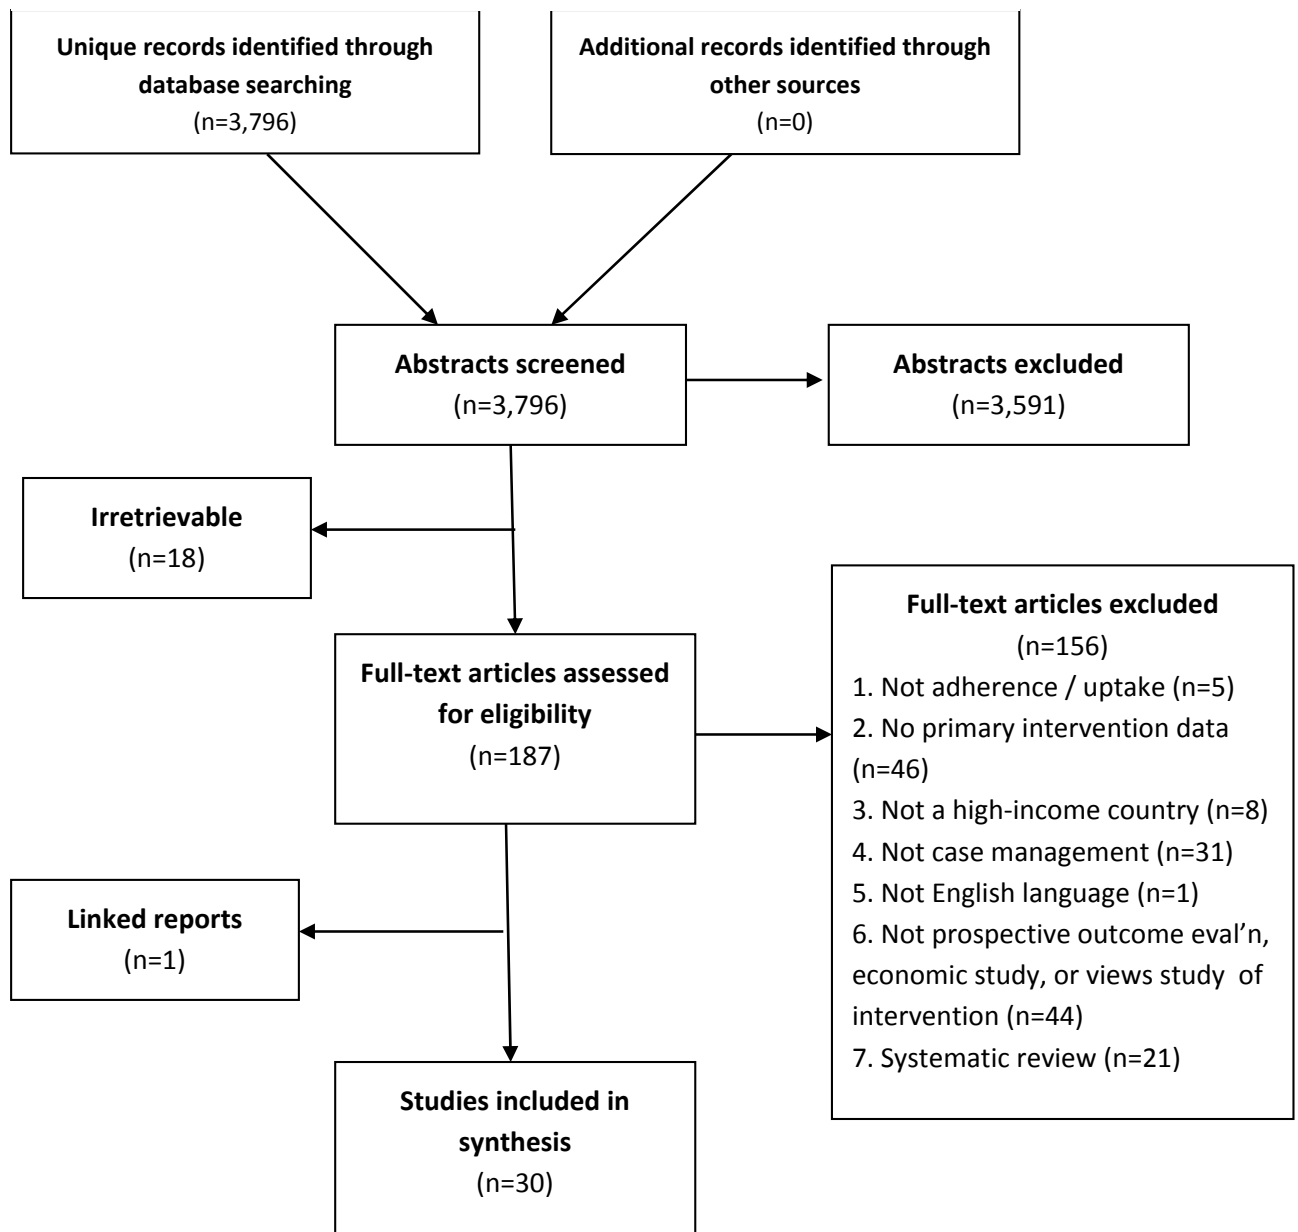 Unique records identified through
database searching
(n=3,796)
Additional records identified through
other sources
(n=0)
Abstracts screened
(n=3,796)
Abstracts excluded
(n=3,591)
Irretrievable
(n=18)
Full-text articles assessed
for eligibility
(n=187)
Full-text articles excluded
(n=156)
1. Not adherence / uptake (n=5)
2. No primary intervention data
(n=46)
3. Not a high-income country (n=8)
4. Not case management (n=31)
5. Not English language (n=1)
6. Not prospective outcome eval’n,
economic study, or views study of
intervention (n=44)
7. Systematic review (n=21)
Linked reports
(n=1)
Studies included in
synthesis
(n=30)